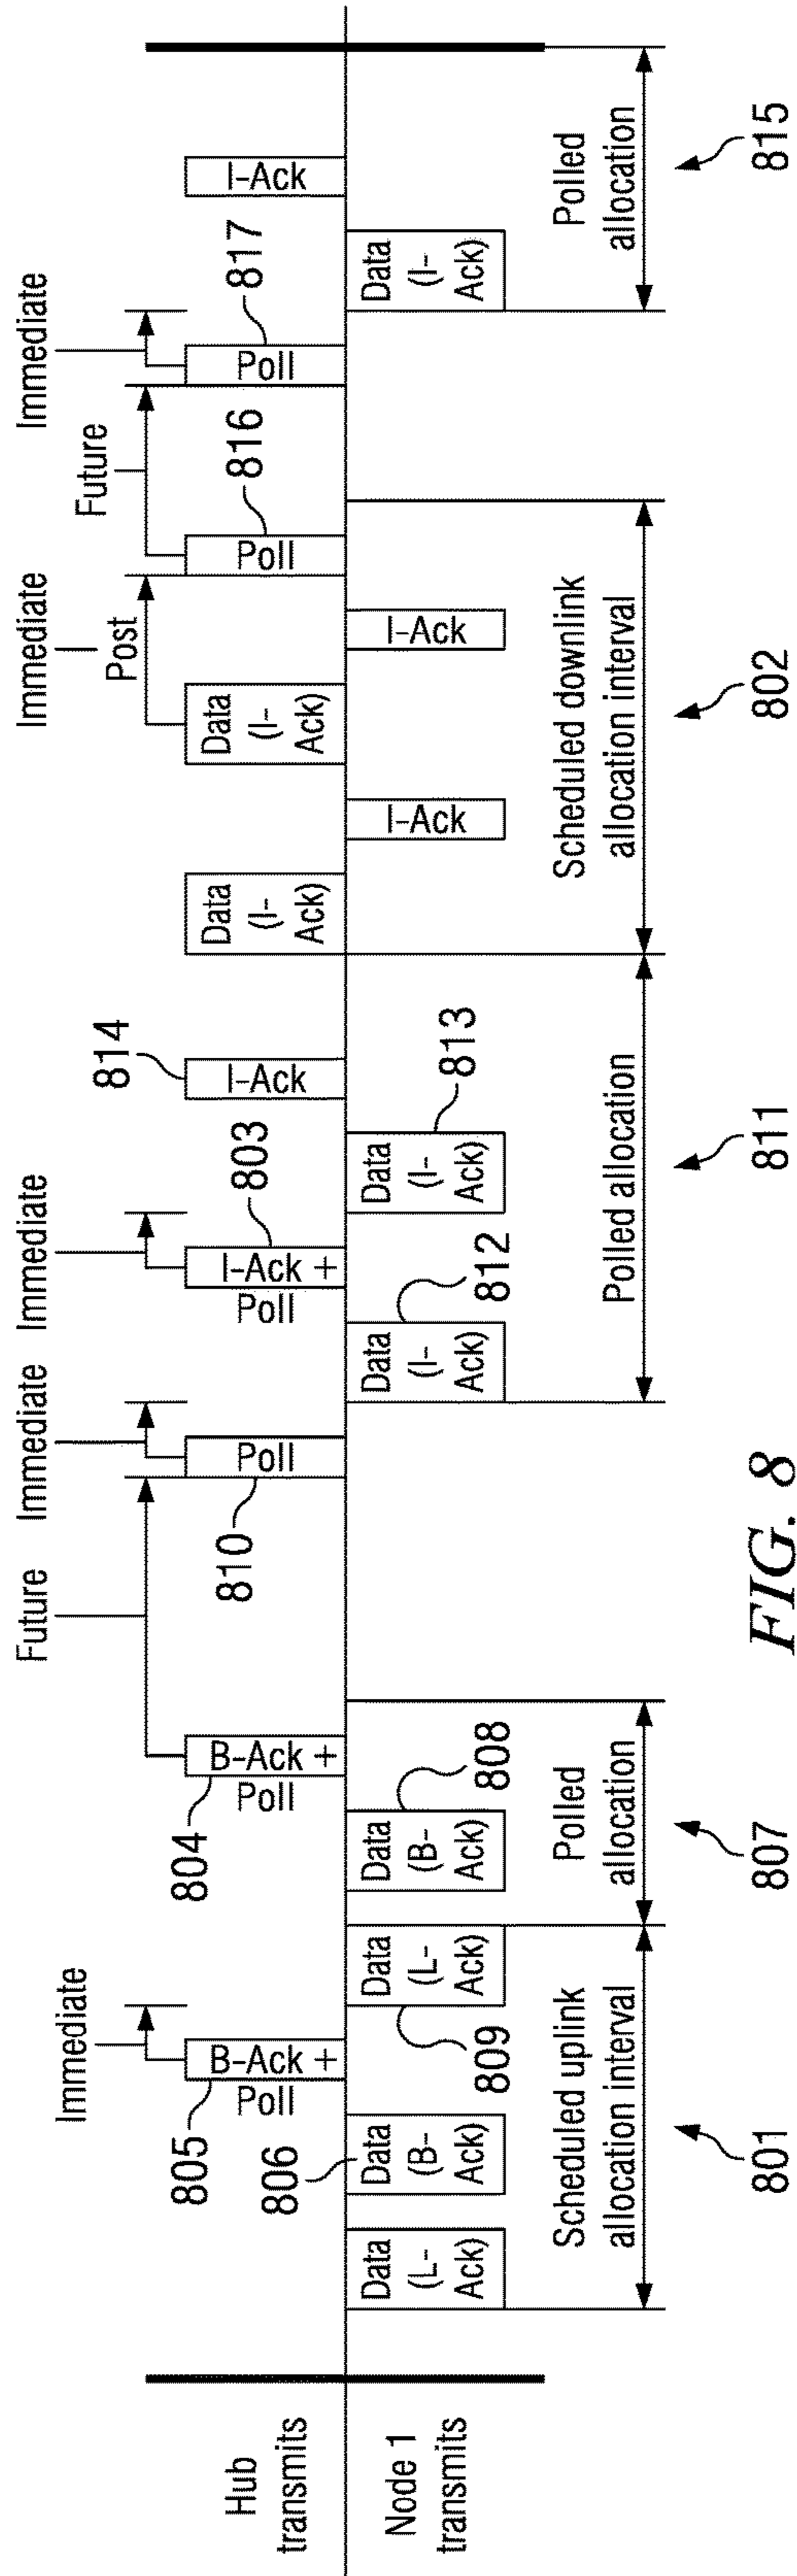 Hub
transmits
Node 1
transmits
Immediate
805
B-Ack +
Poll
806
Data
(L-
Ack)
Data
(B-
Ack)
809
Data
(L-
Ack)
Scheduled uplink
allocation interval
801
Future
804
B-Ack +
Poll
Data
(B-
Ack)
808
Polled
allocation
807
Immediate
810
Poll
Immediate
803
I-Ack +
Poll
814
I-Ack
Data
(I-
Ack)
812
Data
(I-
Ack)
813
Polled allocation
811
Data
(I-
Ack)
I-Ack
Immediate
Post
Data
(I-
Ack)
I-Ack
Scheduled downlink
allocation interval
802
Future
816
Poll
Immediate
817
Poll
I-Ack
Data
(I-
Ack)
Polled
allocation
815
FIG. 8